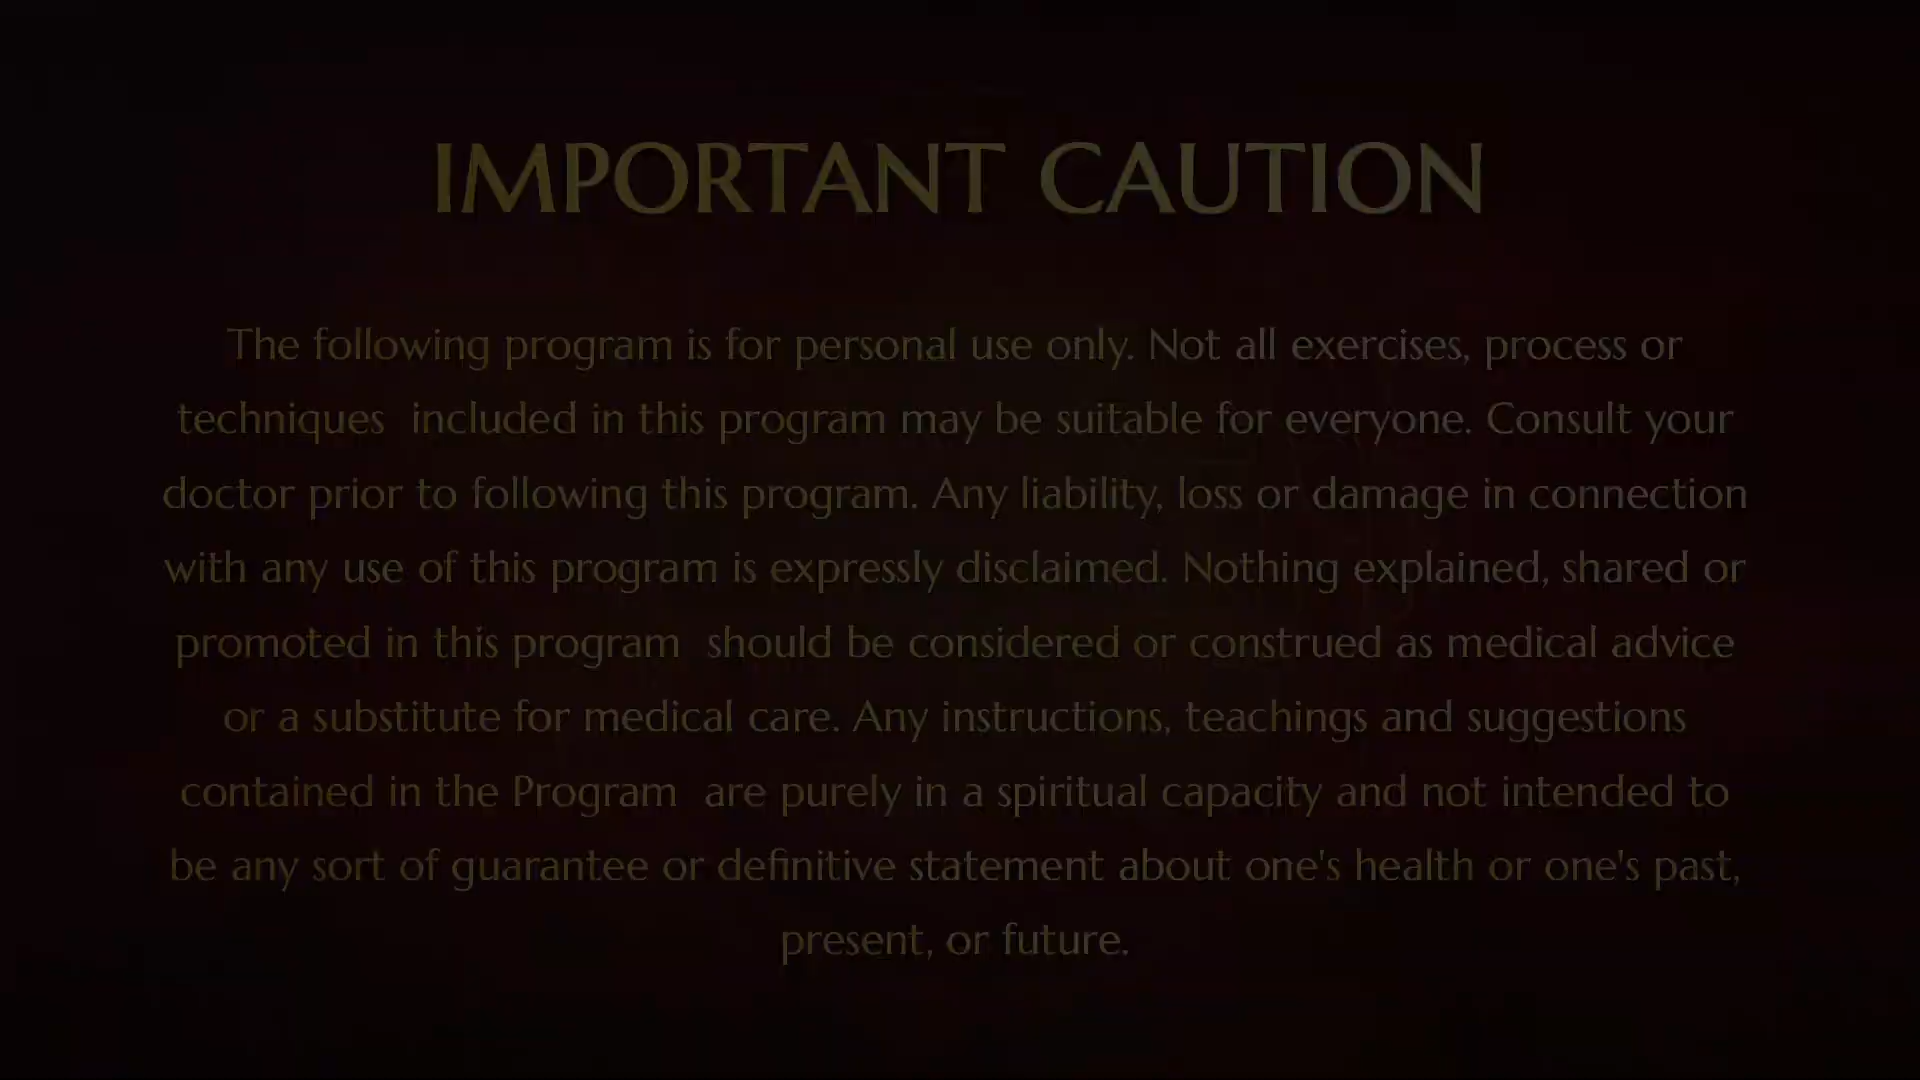 IMPORTANT CAUTION
The following program is for personal use only. Not all exercises, process or
techniques  included in this program may be suitable for everyone. Consult your
doctor prior to following this program. Any liability, loss or damage in connection
with any use of this program is expressly disclaimed. Nothing explained, shared or
promoted in this program  should be considered or construed as medical advice
or a substitute for medical care. Any instructions, teachings and suggestions
contained in the Program  are purely in a spiritual capacity and not intended to
be any sort of guarantee or definitive statement about one's health or one's past,
present, or future.